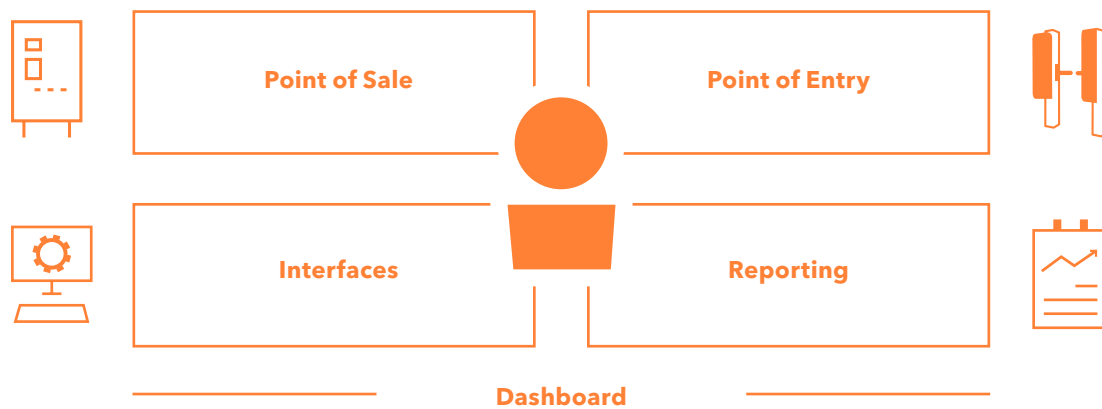 Point of Sale
Point of Entry
Interfaces
Reporting
Dashboard